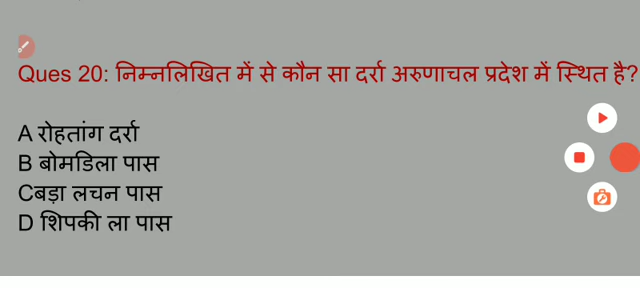 Ques 20: निम्नलिखित में से कौन सा दर्रा अरुणाचल प्रदेश में स्थित है?
A रोहतांग दर्रा
B बोमडिला पास
Cबड़ा लचन पास
D शिपकी ला पास